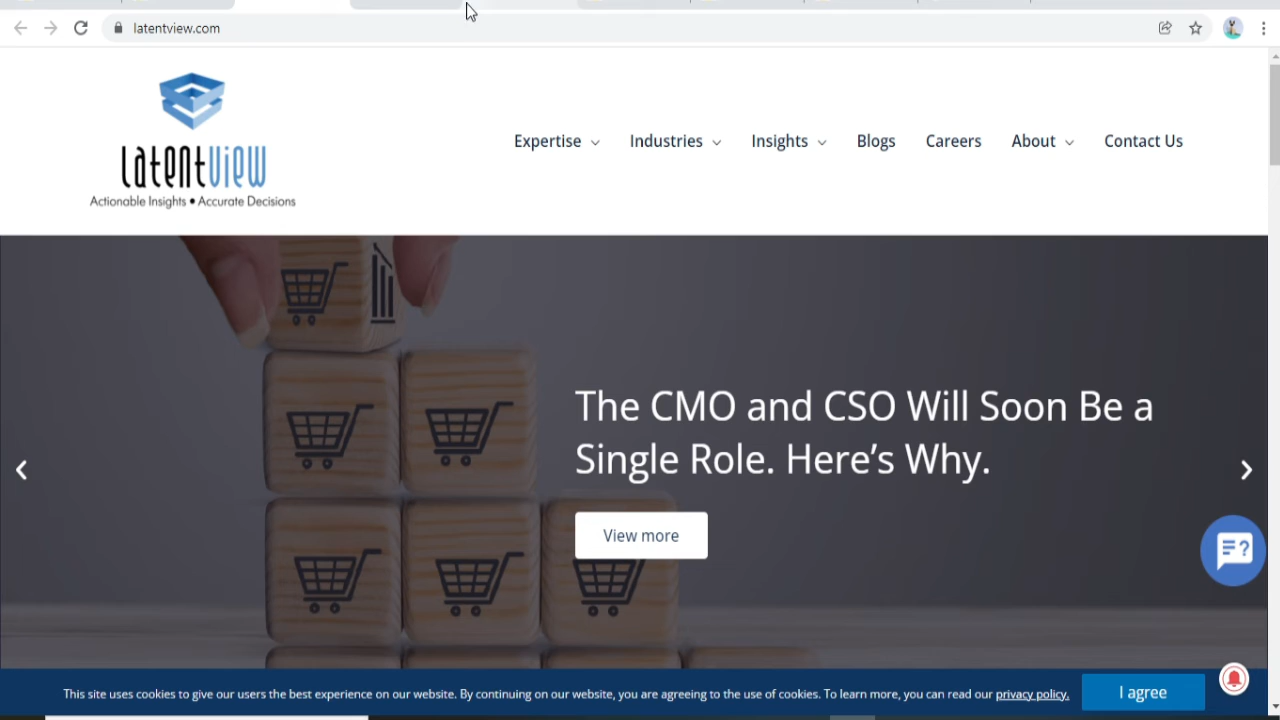 latentview.com
LatentView
Actionable Insights • Accurate Decisions
Expertise Industries Insights Blogs Careers About Contact Us
The CMO and CSO Will Soon Be a
Single Role. Here's Why.
View more
This site uses cookies to give our users the best experience on our website. By continuing on our website, you are agreeing to the use of cookies. To learn more, you can read our privacy policy.
I agree